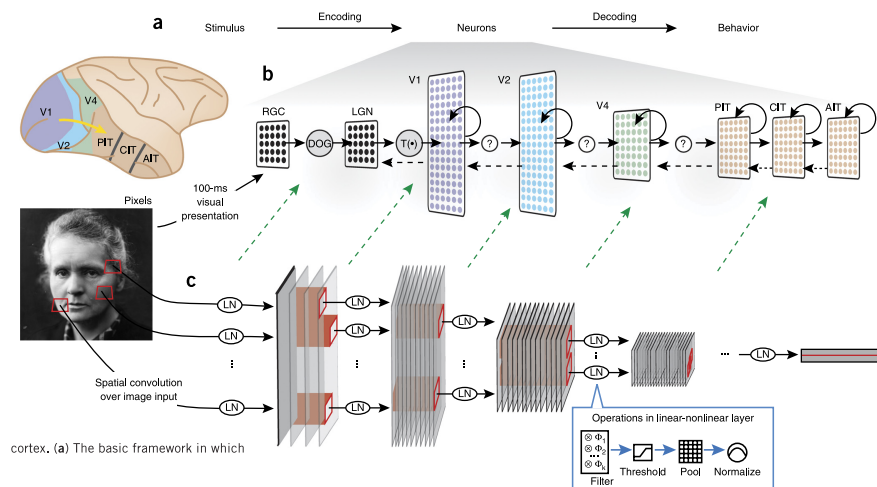 a
Stimulus
Encoding
Neurons
Decoding
Behavior
V1
V4
V2
PIT
CIT
AIT
b
RGC
DOG
LGN
T(•)
V1
?
V2
?
V4
?
PIT
CIT
AIT
100-ms
visual
presentation
Pixels
c
LN
LN
LN
LN
LN
LN
LN
LN
LN
LN
LN
Spatial convolution
over image input
Operations in linear-nonlinear layer
⊗ Φ1
⊗ Φ2
...
⊗ Φk
Filter
Threshold
Pool
Normalize
cortex. (a) The basic framework in which